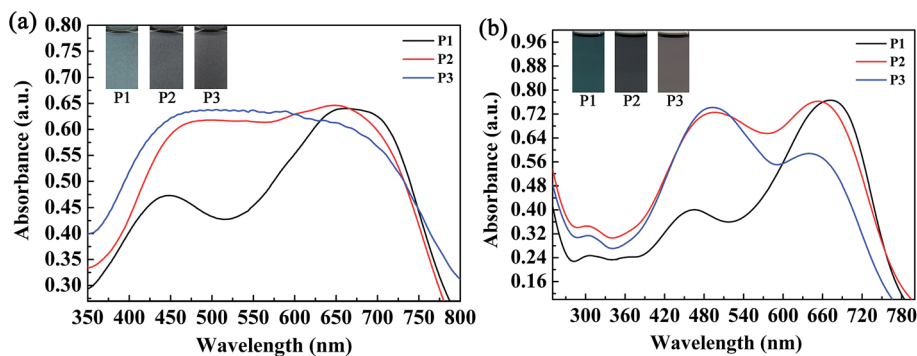 (a)
0.80
0.75
0.70
0.65
0.60
0.55
0.50
0.45
0.40
0.35
0.30
Absorbance (a.u.)
P1 P2 P3
P1
P2
P3
350 400 450 500 550 600 650 700 750 800
Wavelength (nm)
(b)
0.96
0.88
0.80
0.72
0.64
0.56
0.48
0.40
0.32
0.24
0.16
Absorbance (a.u.)
P1 P2 P3
P1
P2
P3
300 360 420 480 540 600 660 720 780
Wavelength (nm)